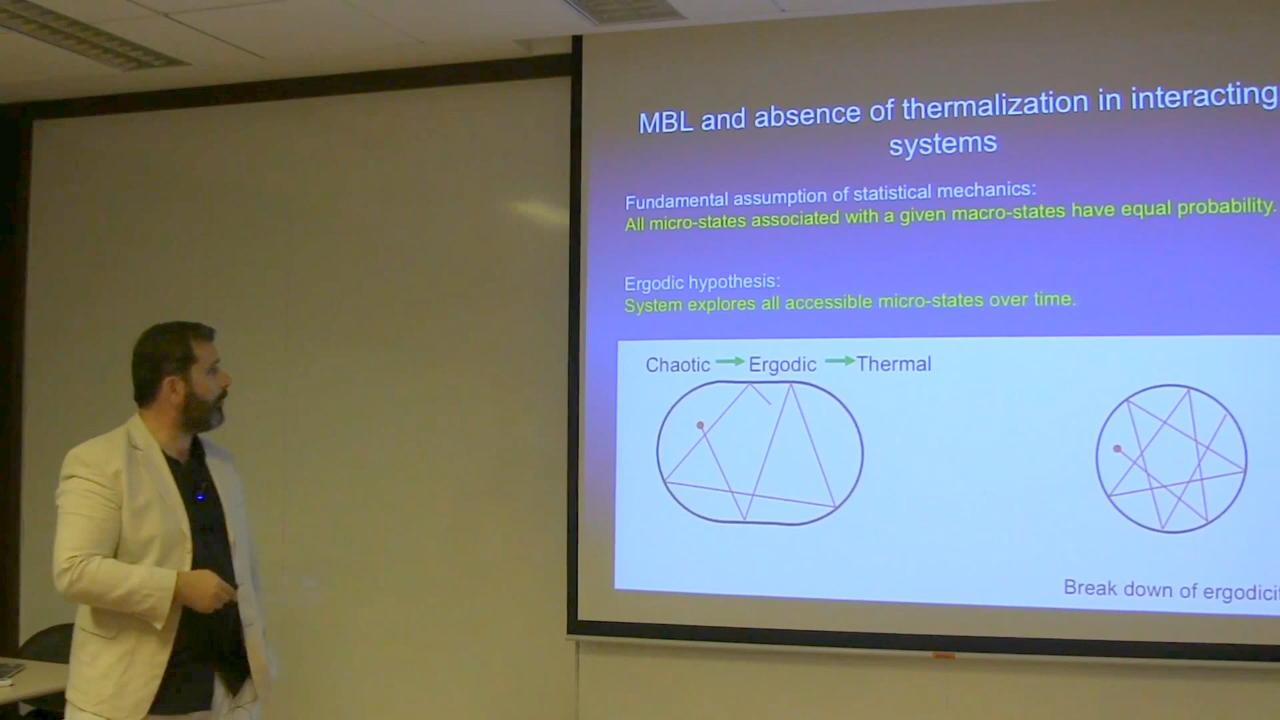 MBL and absence of thermalization in interacting
systems
Fundamental assumption of statistical mechanics:
All micro-states associated with a given macro-states have equal probability.
Ergodic hypothesis:
System explores all accessible micro-states over time.
Chaotic Ergodic Thermal
Break down of